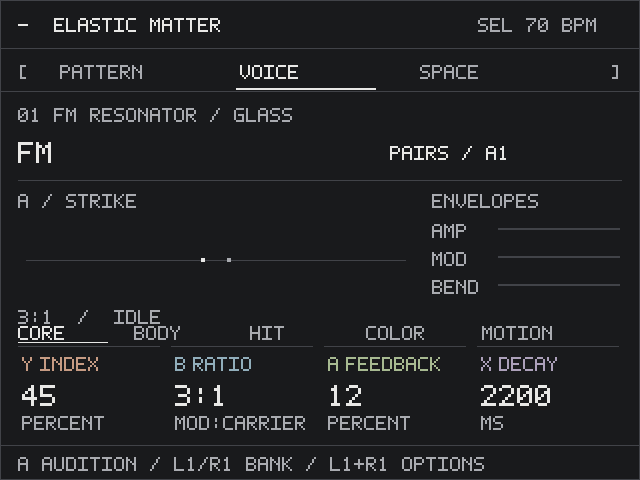 — ELASTIC MATTER SEL 70 BPM
[ PATTERN VOICE SPACE ]
01 FM RESONATOR / GLASS
FM PAIRS / A1
A / STRIKE ENVELOPES
AMP
MOD
BEND
3:1 / IDLE
CORE BODY HIT COLOR MOTION
Y INDEX B RATIO A FEEDBACK X DECAY
45 3:1 12 2200
PERCENT MOD:CARRIER PERCENT MS
A AUDITION / L1/R1 BANK / L1+R1 OPTIONS